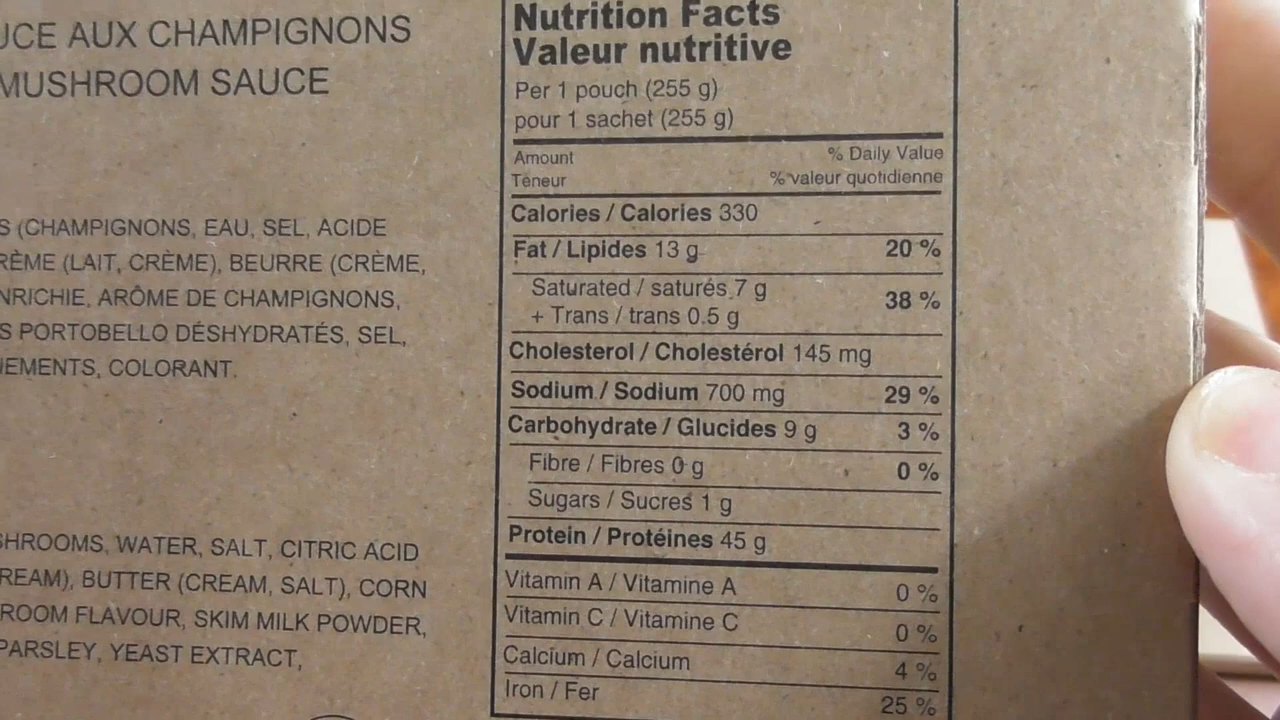 UCE AUX CHAMPIGNONS
MUSHROOM SAUCE
S (CHAMPIGNONS, EAU, SEL, ACIDE
RÈME (LAIT, CRÈME), BEURRE (CRÈME,
NRICHIE, ARÔME DE CHAMPIGNONS,
S PORTOBELLO DÉSHYDRATÉS, SEL,
NEMENTS, COLORANT.
SHROOMS, WATER, SALT, CITRIC ACID
REAM), BUTTER (CREAM, SALT), CORN
ROOM FLAVOUR, SKIM MILK POWDER,
PARSLEY, YEAST EXTRACT,
Nutrition Facts
Valeur nutritive
Per 1 pouch (255 g)
pour 1 sachet (255 g)
Amount % Daily Value
Teneur % valeur quotidienne
Calories / Calories 330
Fat / Lipides 13 g 20 %
Saturated / saturés 7 g
+ Trans / trans 0.5 g 38 %
Cholesterol / Cholestérol 145 mg
Sodium / Sodium 700 mg 29 %
Carbohydrate / Glucides 9 g 3 %
Fibre / Fibres 0 g 0 %
Sugars / Sucres 1 g
Protein / Protéines 45 g
Vitamin A / Vitamine A 0 %
Vitamin C / Vitamine C 0 %
Calcium / Calcium 4 %
Iron / Fer 25 %